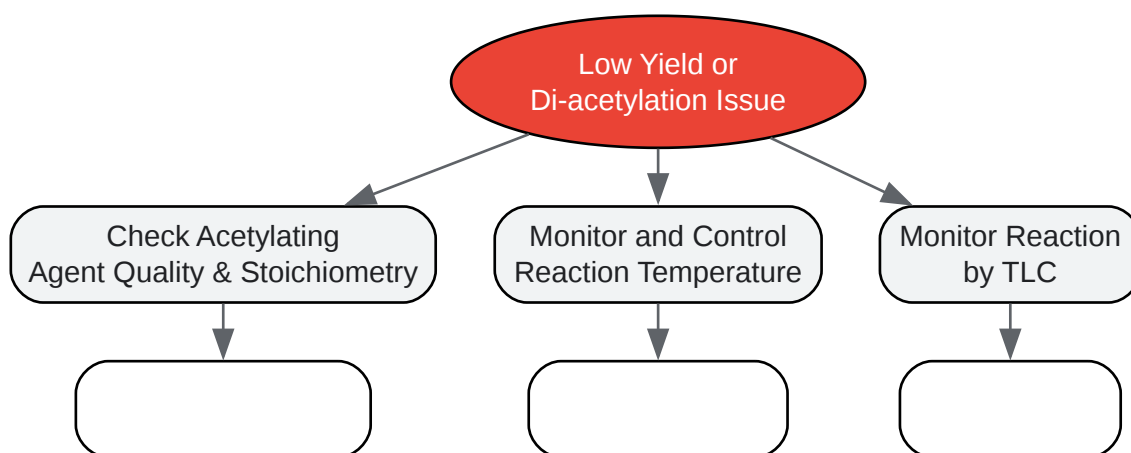 Low Yield or
Di-acetylation Issue
Check Acetylating
Agent Quality & Stoichiometry
Monitor and Control
Reaction Temperature
Monitor Reaction
by TLC